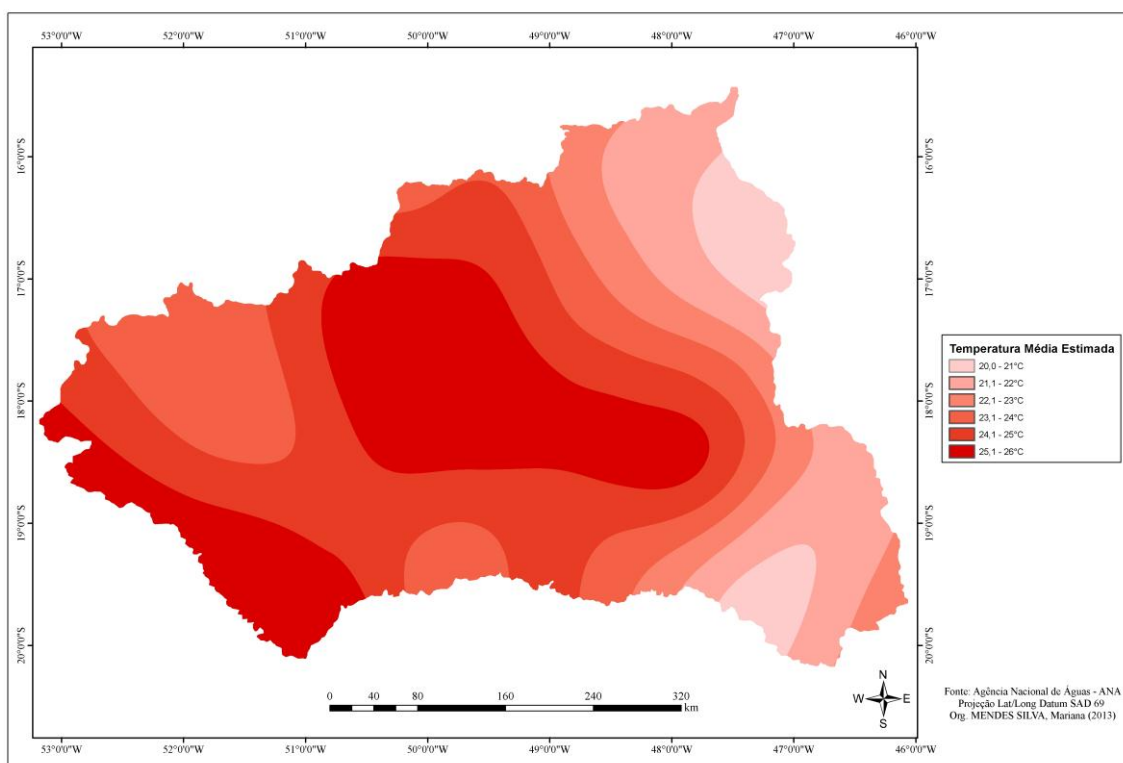 53°0'0"W 52°0'0"W 51°0'0"W 50°0'0"W 49°0'0"W 48°0'0"W 47°0'0"W 46°0'0"W
16°0'0"S 16°0'0"S
17°0'0"S 17°0'0"S
18°0'0"S 18°0'0"S
19°0'0"S 19°0'0"S
20°0'0"S 20°0'0"S
Temperatura Média Estimada
20,0 - 21°C
21,1 - 22°C
22,1 - 23°C
23,1 - 24°C
24,1 - 25°C
25,1 - 26°C
0 40 80 160 240 320
km
N
W E
S
Fonte: Agência Nacional de Águas - ANA
Projeção Lat/Long Datum SAD 69
Org. MENDES SILVA, Mariana (2013)
53°0'0"W 52°0'0"W 51°0'0"W 50°0'0"W 49°0'0"W 48°0'0"W 47°0'0"W 46°0'0"W